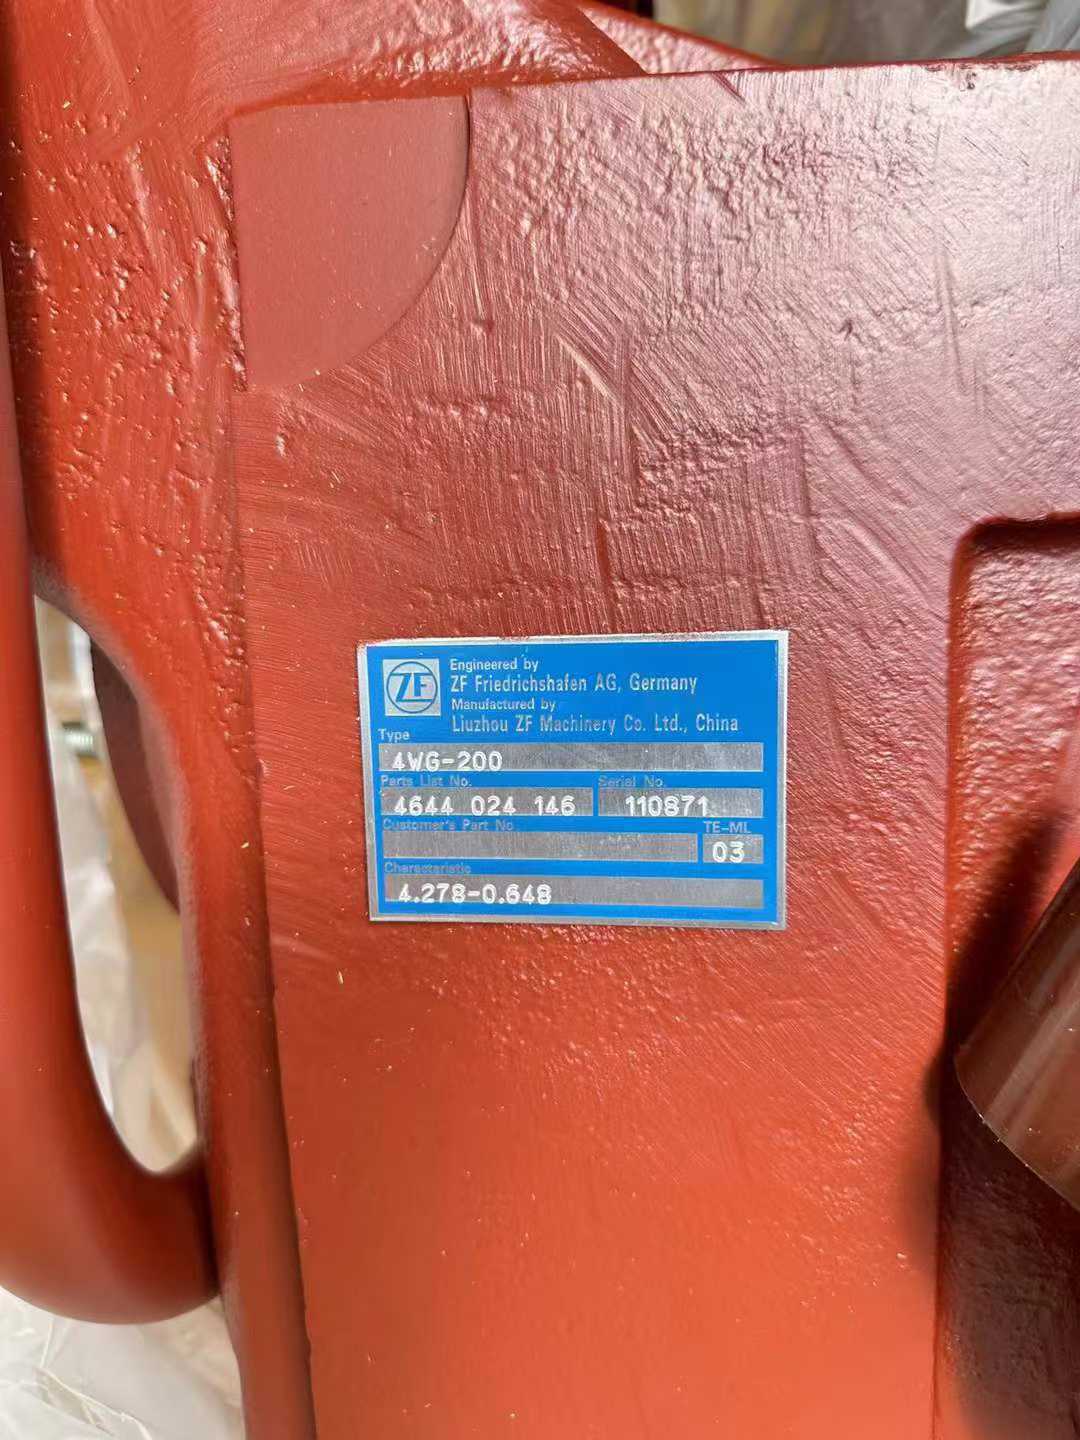 ZF
Engineered by
ZF Friedrichshafen AG, Germany
Manufactured by
Liuzhou ZF Machinery Co. Ltd., China
Type
4WG-200
Parts List No. Serial No.
4644 024 146 110871
Customer's Part No. TE-ML
03
Characteristic
4.278-0.648